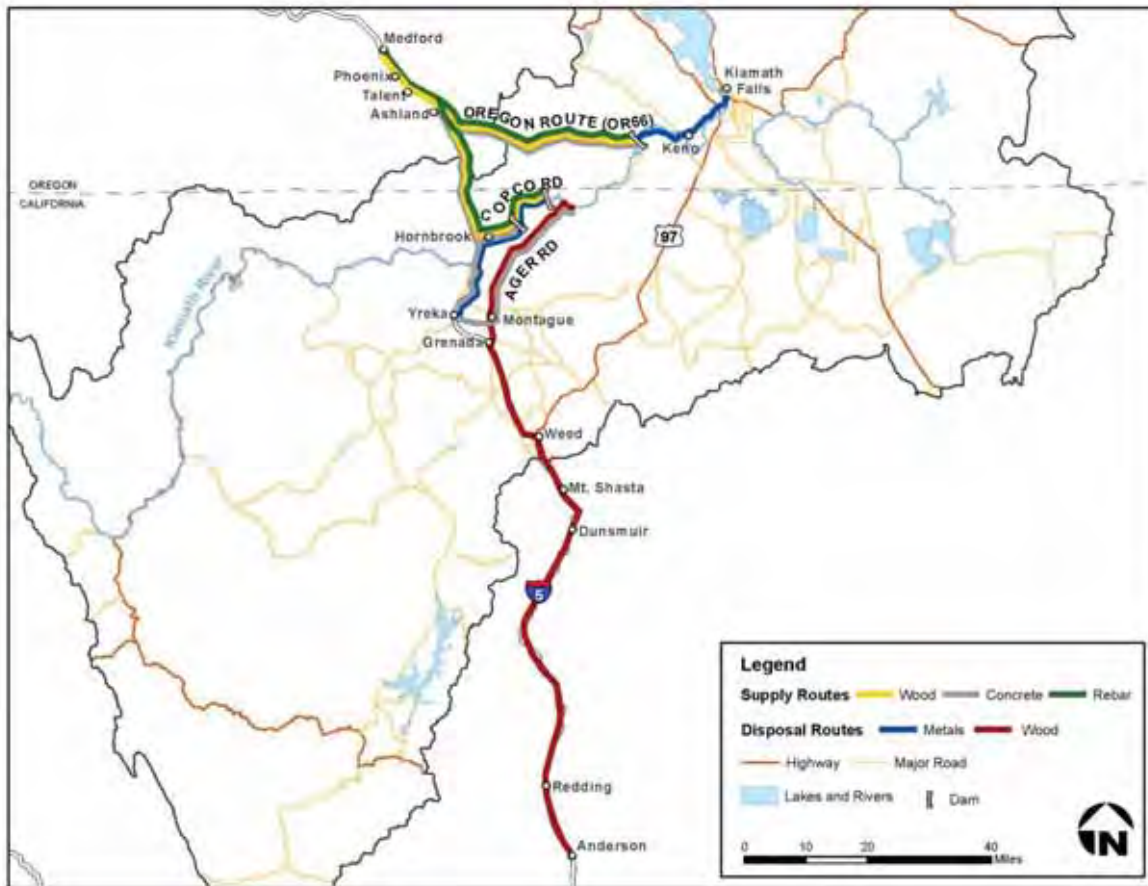 Medford
Klamath
Falls
Phoenix
Talent
Ashland
OREGON ROUTE (OR66)
Keno
OREGON
CALIFORNIA
COPCO RD
Hornbrook
97
AGER RD
Klamath River
Yreka
Montague
Grenada
Weed
Mt. Shasta
Dunsmuir
5
Redding
Anderson
Legend
Supply Routes Wood Concrete Rebar
Disposal Routes Metals Wood
Highway Major Road
Lakes and Rivers Dam
0 10 20 40
Miles
N